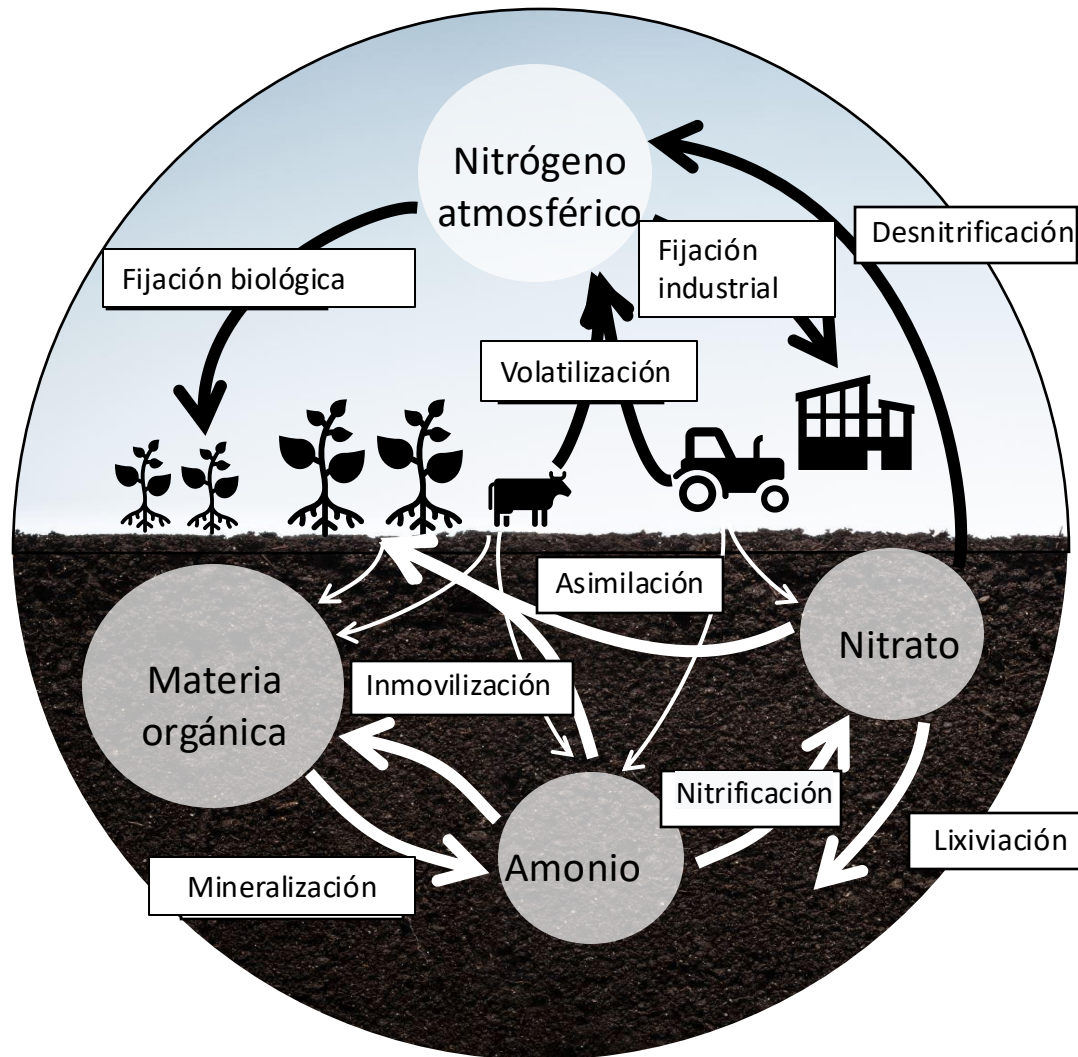 Nitrógeno
atmosférico
Desnitrificación
Fijación biológica
Fijación
industrial
Volatilización
Asimilación
Nitrato
Materia
orgánica
Inmovilización
Nitrificación
Lixiviación
Amonio
Mineralización